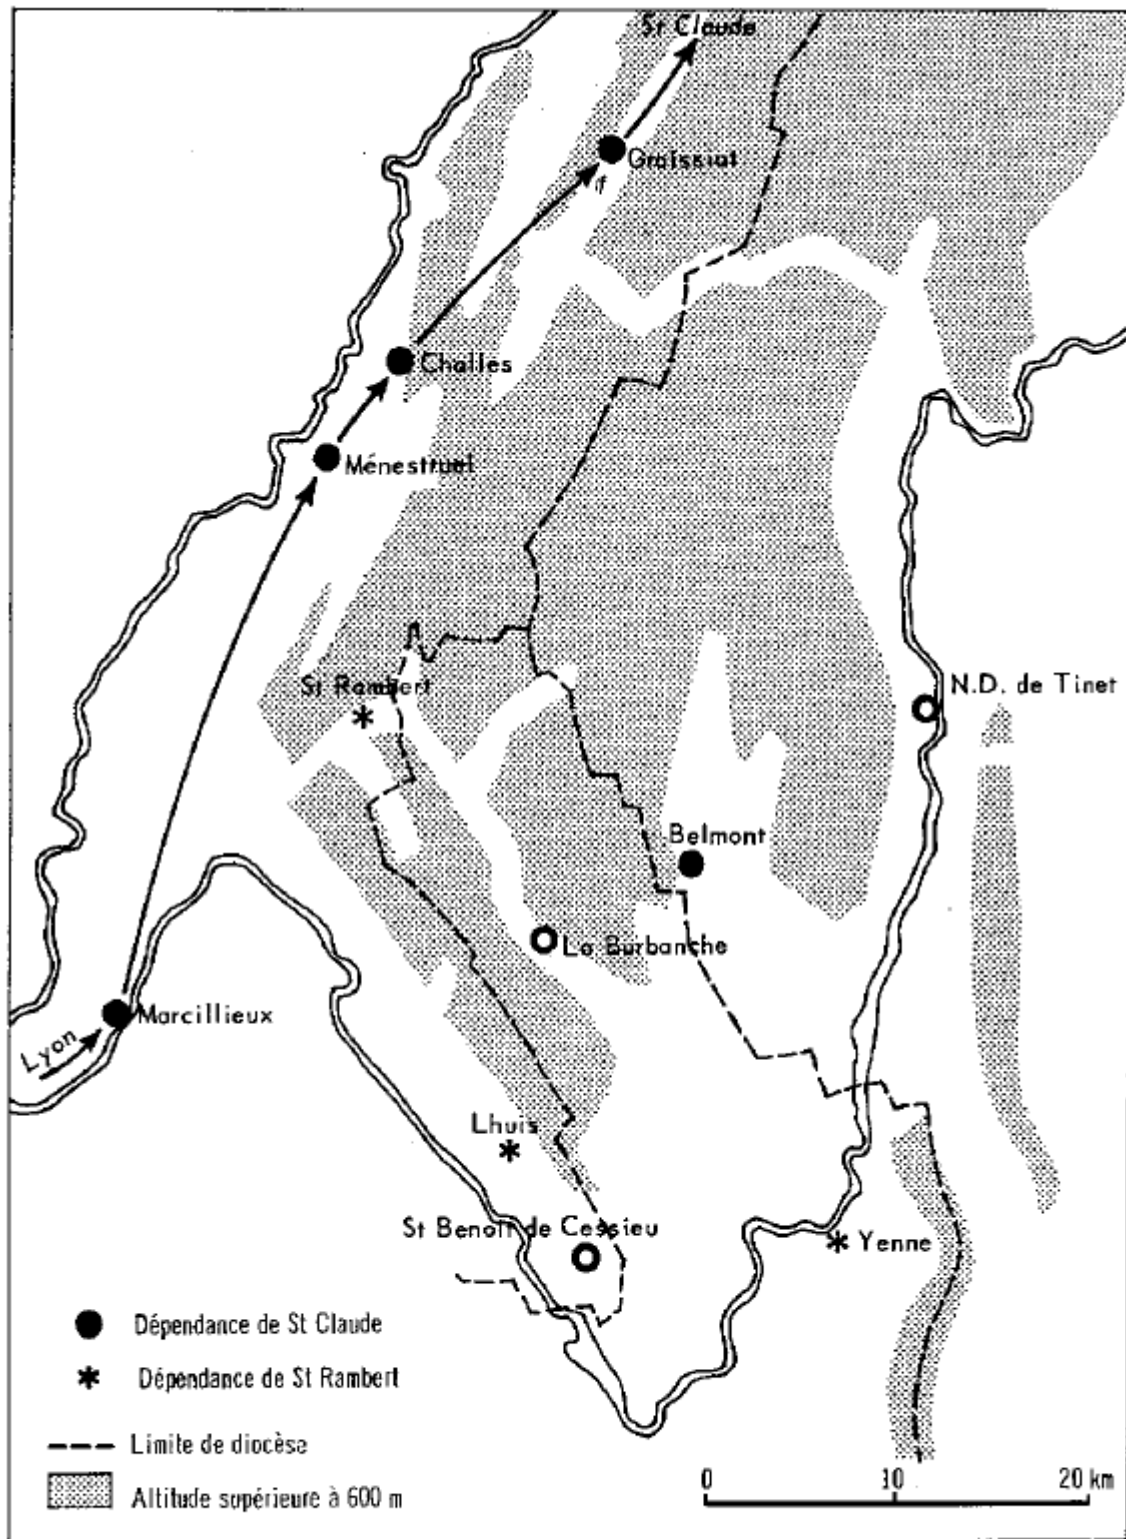 St Claude
Graissiat
Challes
Ménestruel
St Rambert
N.D. de Tinet
Belmont
La Burbanche
Marcillieux
Lyon
Lhuis
St Benoit de Cessieu
Yenne
Dépendance de St Claude
Dépendance de St Rambert
Limite de diocèse
Altitude supérieure à 600 m
0 10 20 km